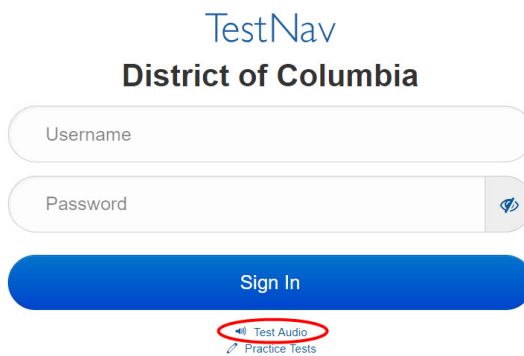 TestNav
District of Columbia
Username
Password
Sign In
Test Audio
Practice Tests